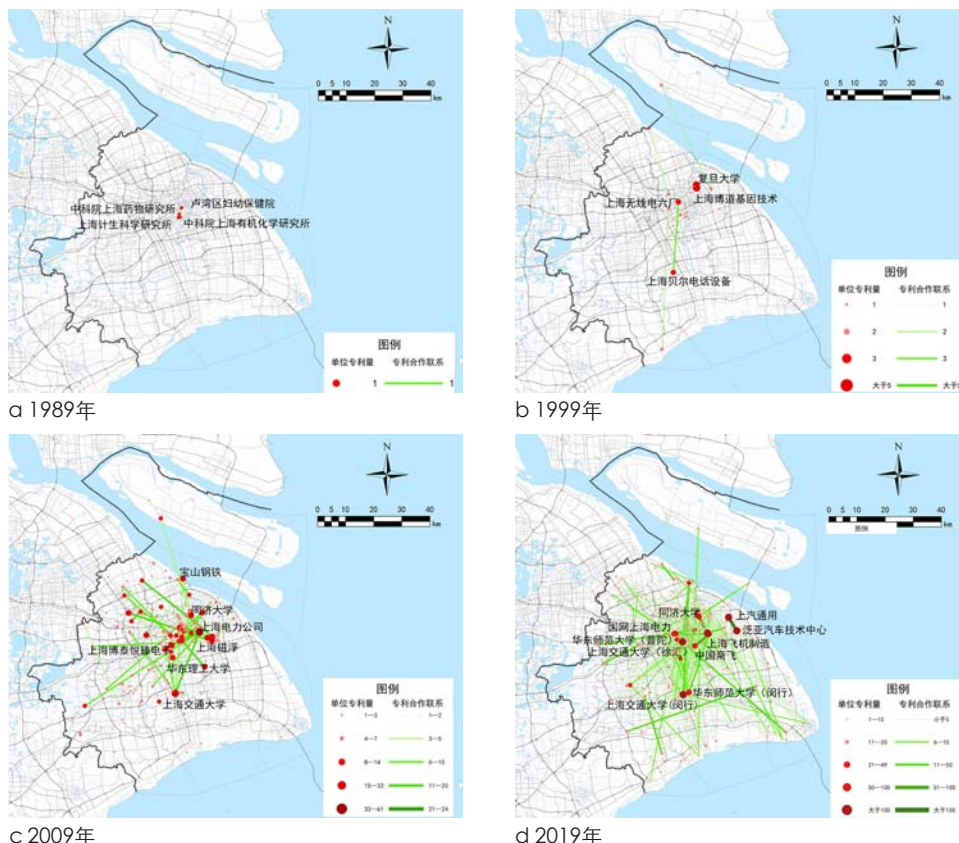 N
0 5 10 20 30 40
km
中科院上海药物研究所
卢湾区妇幼保健院
上海计生科学研究所
中科院上海有机化学研究所
图例
单位专利量 专利合作联系
1 1
a 1989年
N
0 5 10 20 30 40
km
复旦大学
上海无线电六厂
上海博道基因技术
上海贝尔电话设备
图例
单位专利量 专利合作联系
1 1
2 2
3 3
大于5 大于5
b 1999年
N
0 5 10 20 30 40
km
宝山钢铁
同济大学
上海电力公司
上海磁浮
上海博泰悦臻电子
华东理工大学
上海交通大学
图例
单位专利量 专利合作联系
1—3 1—2
4—7 3—5
8—14 6—10
15—32 11—20
33—61 21—24
c 2009年
N
0 5 10 20 30 40
km
图例
同济大学
上汽通用
国网上海电力
泛亚汽车技术中心
华东师范大学（普陀）
上海飞机制造
上海交通大学（徐汇）
中国商飞
华东师范大学（闵行）
上海交通大学(闵行)
图例
单位专利量 专利合作联系
1—10 小于5
11—20 6—10
21—49 11—50
50—100 51—100
大于100 大于100
d 2019年